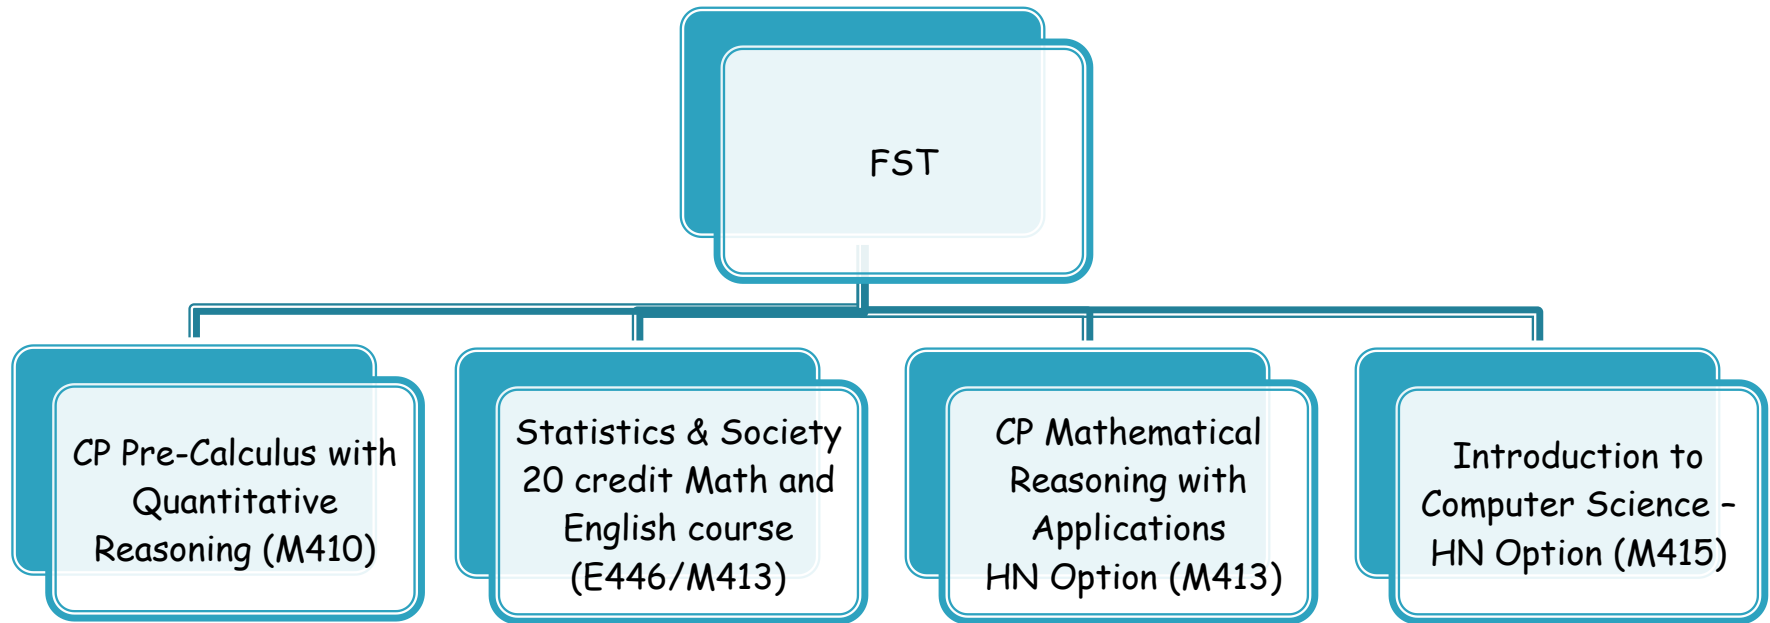 FST
CP Pre-Calculus with
Quantitative
Reasoning (M410)
Statistics & Society
20 credit Math and
English course
(E446/M413)
CP Mathematical
Reasoning with
Applications
HN Option (M413)
Introduction to
Computer Science –
HN Option (M415)